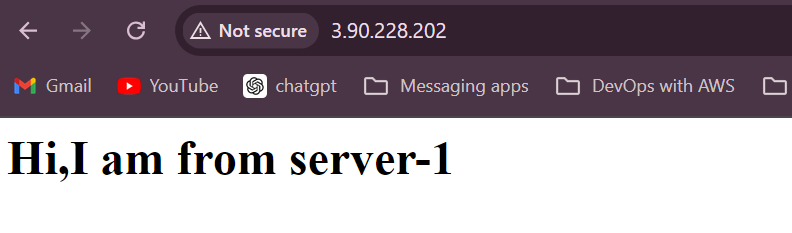 Not secure 3.90.228.202
Gmail YouTube chatgpt Messaging apps DevOps with AWS
Hi,I am from server-1